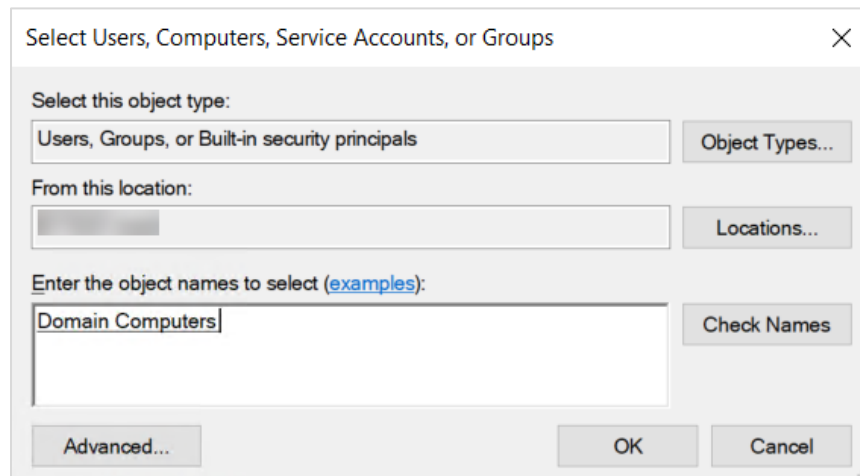 Select Users, Computers, Service Accounts, or Groups
Select this object type:
Users, Groups, or Built-in security principals
Object Types...
From this location:
Locations...
Enter the object names to select (examples):
Domain Computers
Check Names
Advanced...
OK
Cancel